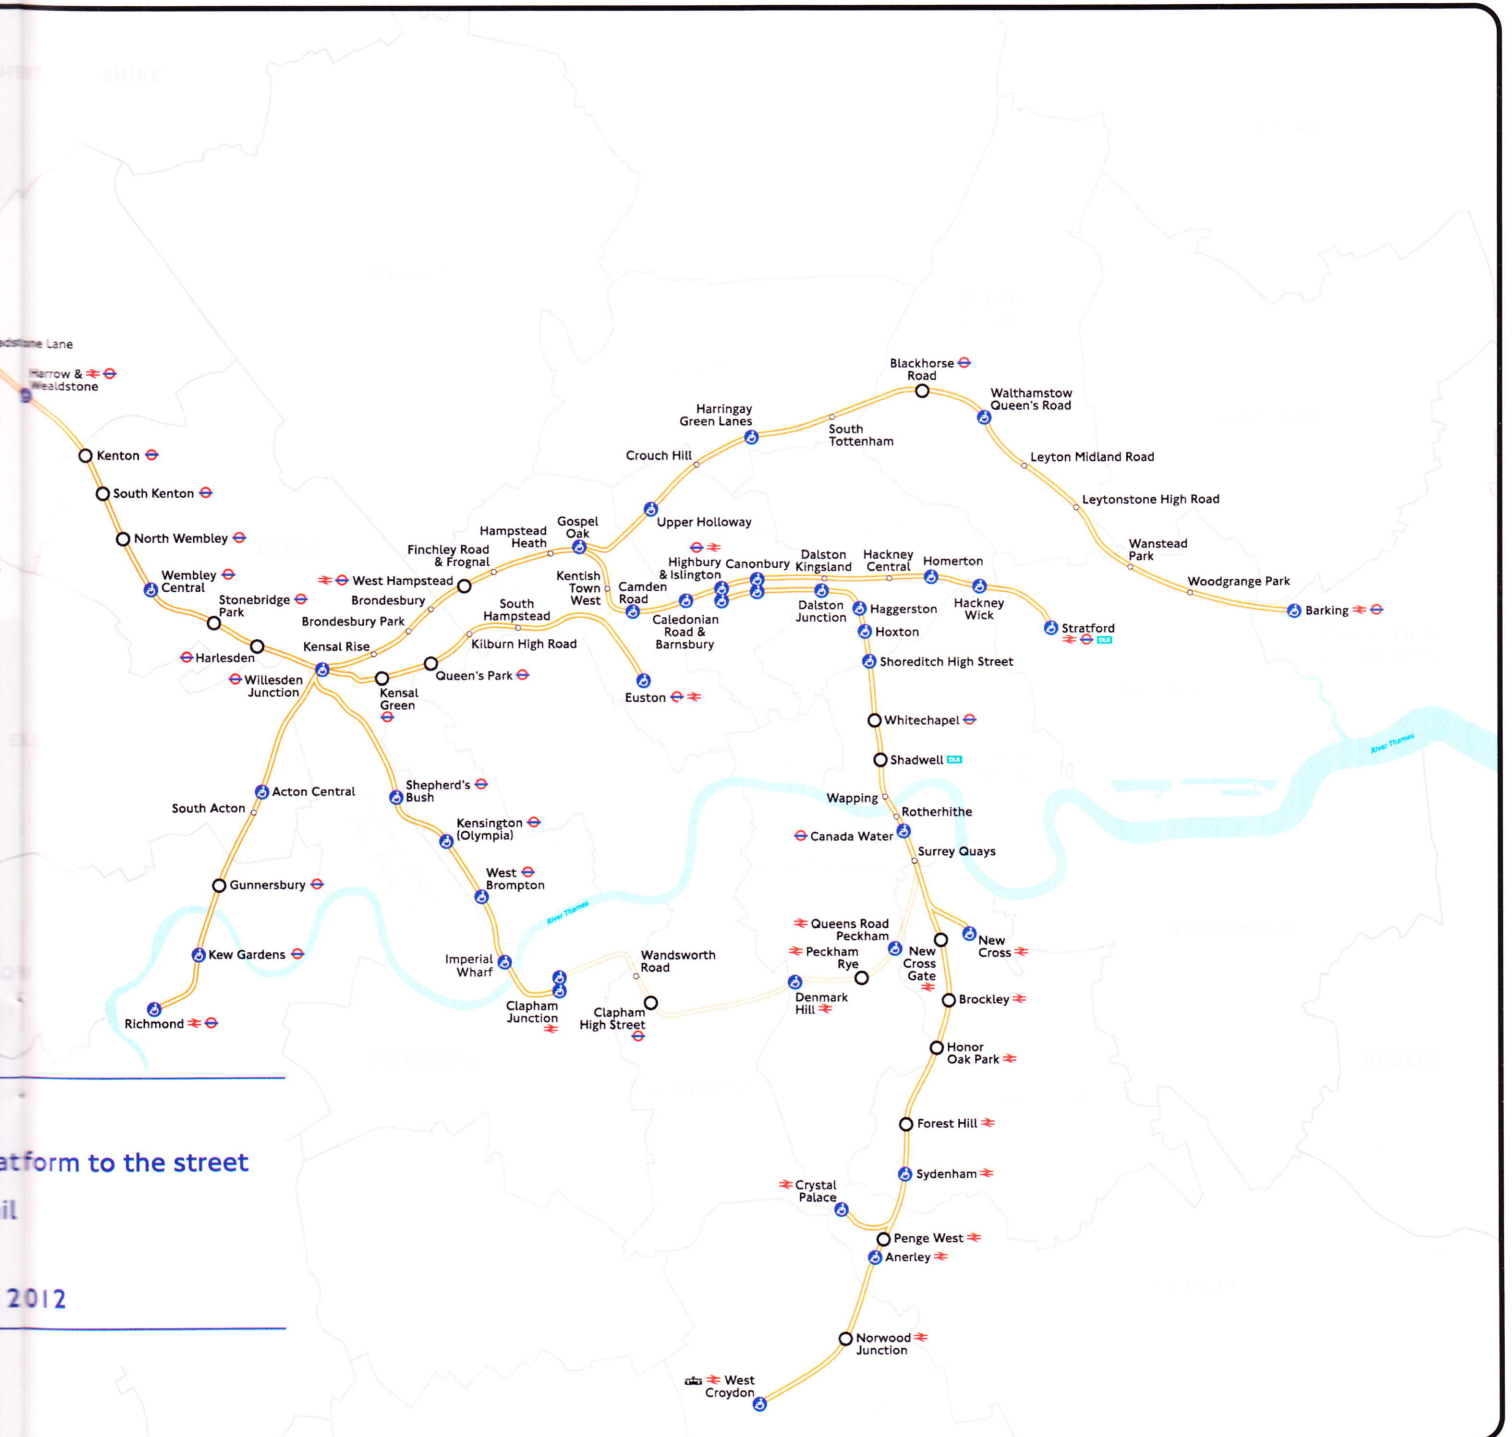 Lane
Harrow &
Wealdstone
Kenton
South Kenton
North Wembley
Wembley
Central
Stonebridge
Park
Harlesden
Willesden
Junction
Kensal Rise
Brondesbury Park
Brondesbury
West Hampstead
Finchley Road
& Frognal
Hampstead
Heath
Gospel
Oak
Kensal
Green
Queen's Park
Kilburn High Road
South
Hampstead
Euston
Kentish
Town
West
Camden
Road
Caledonian
Road &
Barnsbury
Highbury
& Islington
Canonbury
Dalston
Kingsland
Hackney
Central
Homerton
Hackney
Wick
Stratford
DLR
Upper Holloway
Crouch Hill
Harringay
Green Lanes
South
Tottenham
Blackhorse
Road
Walthamstow
Queen's Road
Leyton Midland Road
Leytonstone High Road
Wanstead
Park
Woodgrange Park
Barking
Dalston
Junction
Haggerston
Hoxton
Shoreditch High Street
Whitechapel
Shadwell DLR
Wapping
Rotherhithe
Canada Water
Surrey Quays
River Thames
Acton Central
South Acton
Gunnersbury
Kew Gardens
Richmond
Shepherd's
Bush
Kensington
(Olympia)
West
Brompton
River Thames
Imperial
Wharf
Clapham
Junction
Wandsworth
Road
Clapham
High Street
Denmark
Hill
Peckham
Rye
Queens Road
Peckham
New
Cross
Gate
New
Cross
Brockley
Honor
Oak Park
Forest Hill
Sydenham
Crystal
Palace
Penge West
Anerley
Norwood
Junction
West
Croydon
atform to the street
il
2012